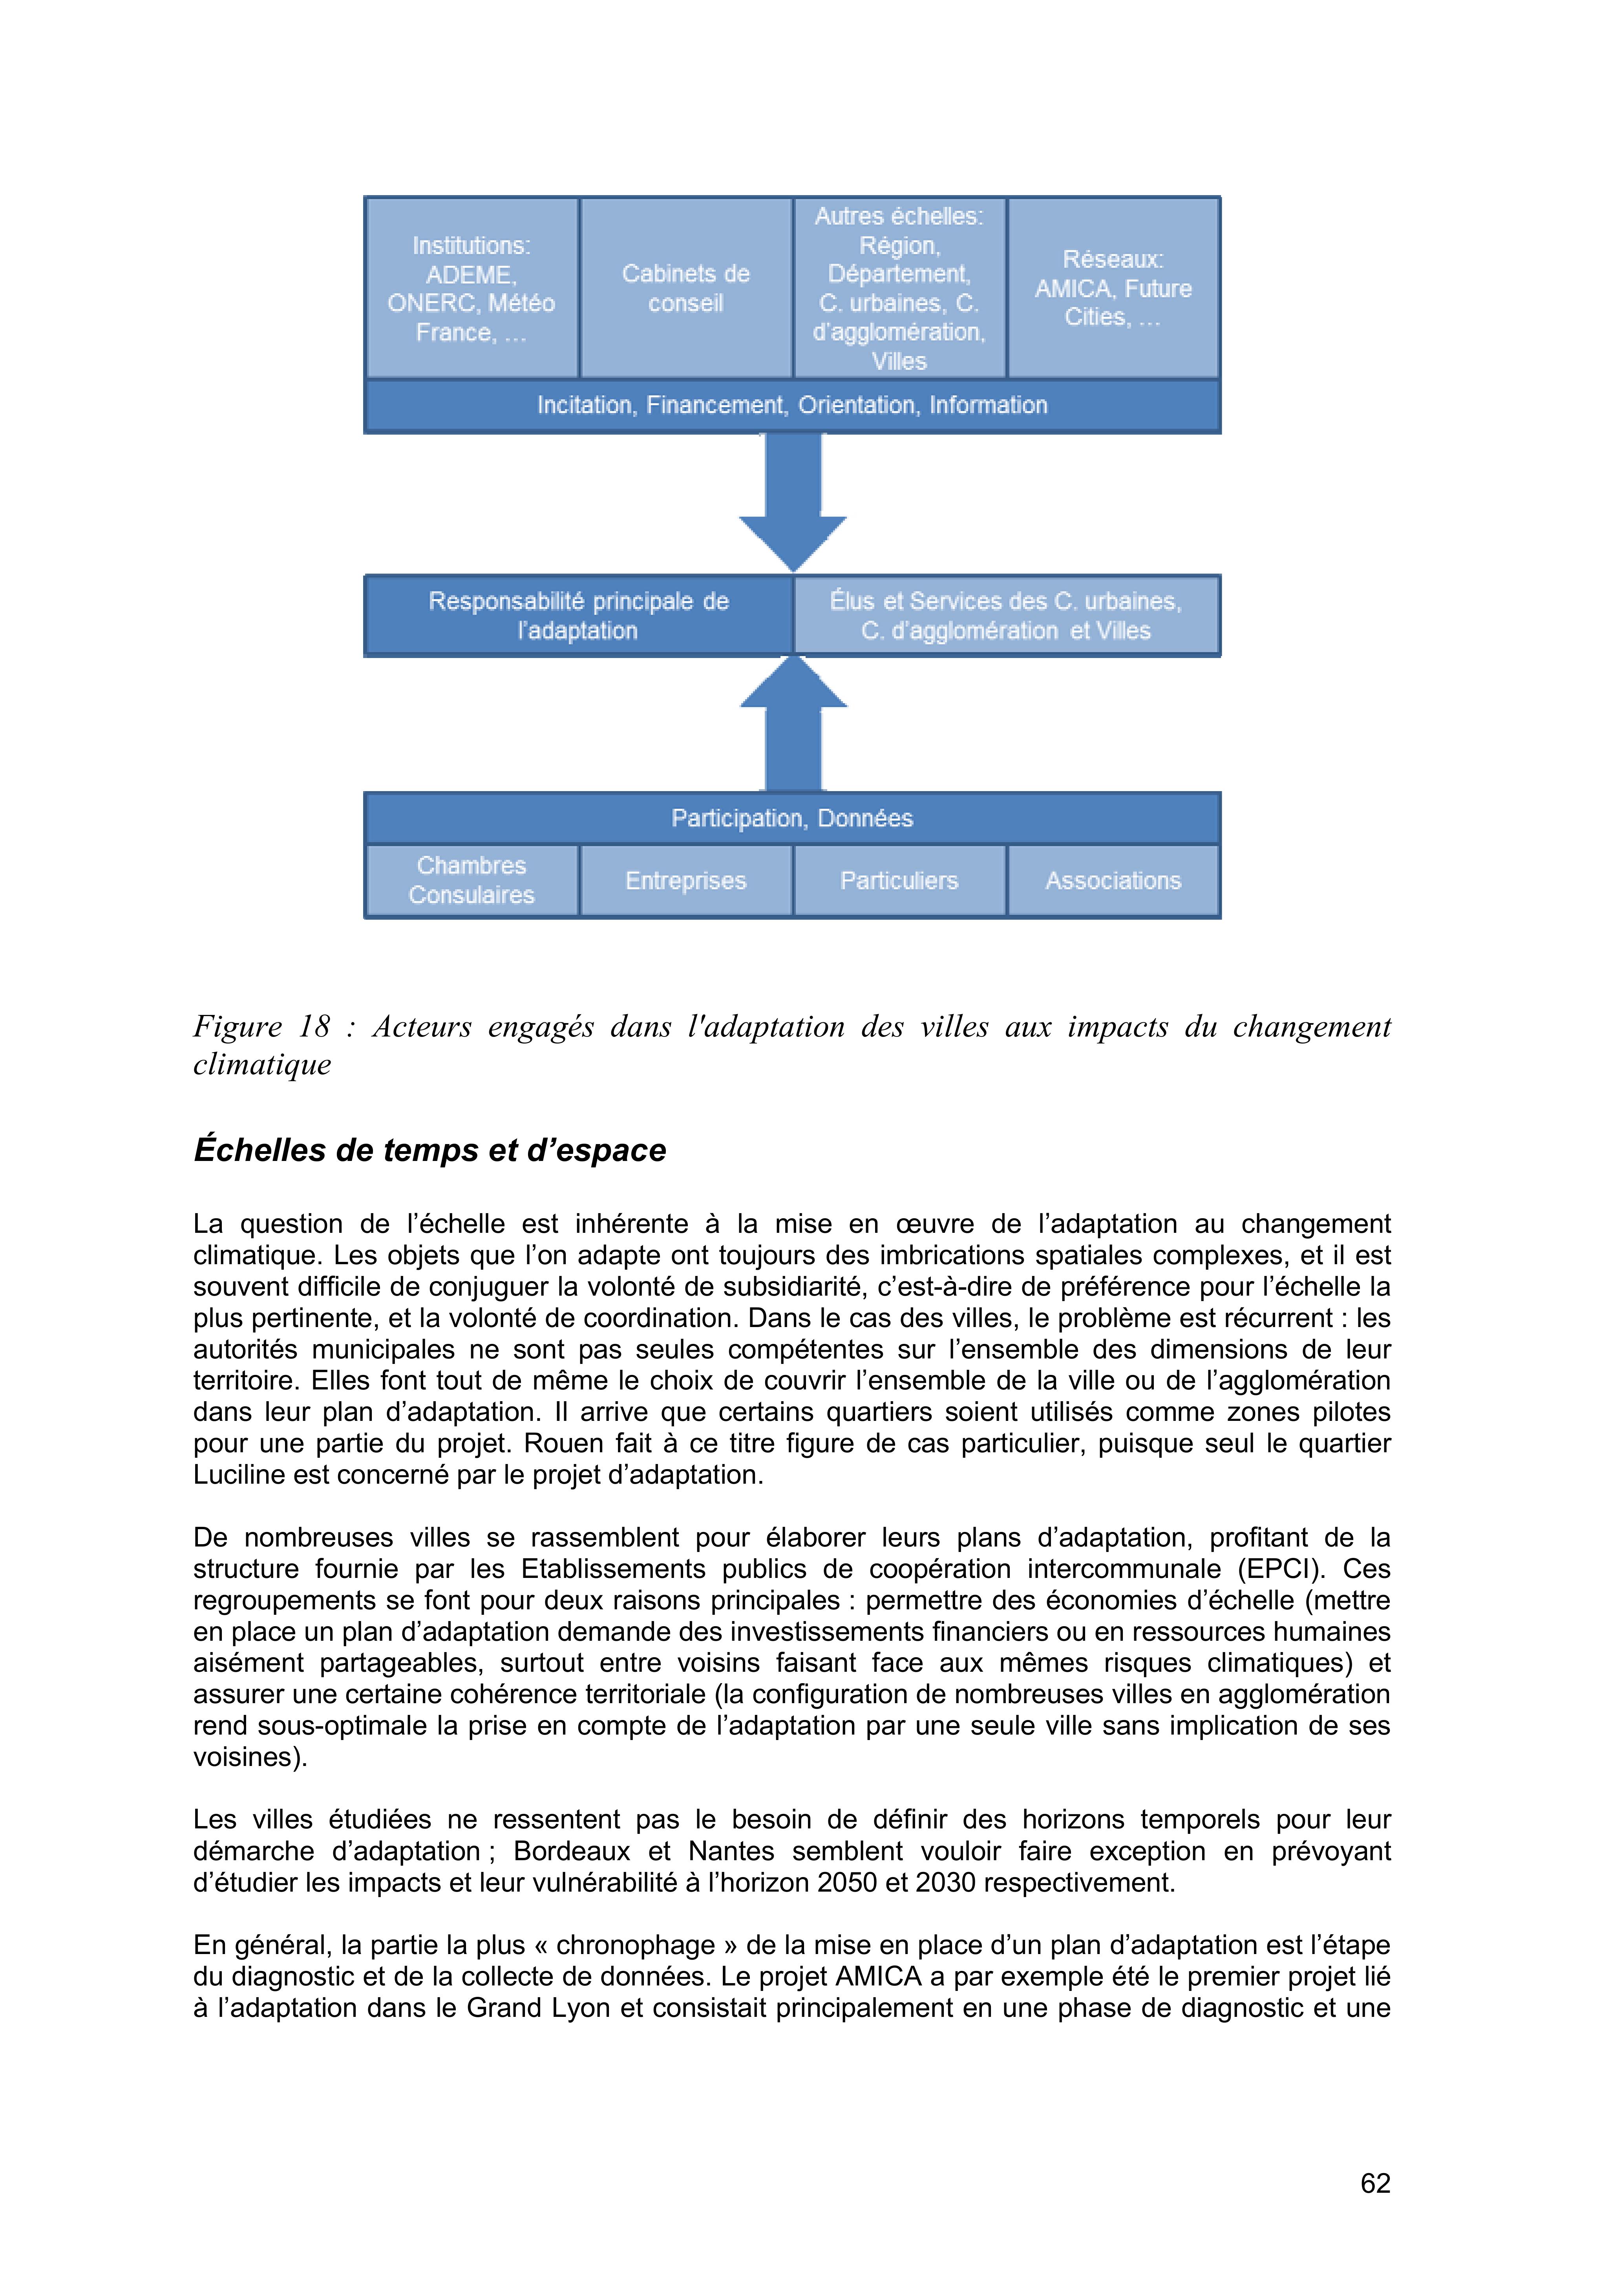 Institutions:
ADEME,
ONERC, Météo
France, …
Cabinets de
conseil
Autres échelles:
Région,
Département,
C. urbaines, C.
d'agglomération,
Villes
Réseaux:
AMICA, Future
Cities, …
Incitation, Financement, Orientation, Information
Responsabilité principale de
l'adaptation
Élus et Services des C. urbaines,
C. d'agglomération et Villes
Participation, Données
Chambres
Consulaires
Entreprises
Particuliers
Associations
Figure 18 : Acteurs engagés dans l'adaptation des villes aux impacts du changement
climatique
Échelles de temps et d’espace
La question de l’échelle est inhérente à la mise en œuvre de l’adaptation au changement
climatique. Les objets que l’on adapte ont toujours des imbrications spatiales complexes, et il est
souvent difficile de conjuguer la volonté de subsidiarité, c’est-à-dire de préférence pour l’échelle la
plus pertinente, et la volonté de coordination. Dans le cas des villes, le problème est récurrent : les
autorités municipales ne sont pas seules compétentes sur l’ensemble des dimensions de leur
territoire. Elles font tout de même le choix de couvrir l’ensemble de la ville ou de l’agglomération
dans leur plan d’adaptation. Il arrive que certains quartiers soient utilisés comme zones pilotes
pour une partie du projet. Rouen fait à ce titre figure de cas particulier, puisque seul le quartier
Luciline est concerné par le projet d’adaptation.
De nombreuses villes se rassemblent pour élaborer leurs plans d’adaptation, profitant de la
structure fournie par les Etablissements publics de coopération intercommunale (EPCI). Ces
regroupements se font pour deux raisons principales : permettre des économies d’échelle (mettre
en place un plan d’adaptation demande des investissements financiers ou en ressources humaines
aisément partageables, surtout entre voisins faisant face aux mêmes risques climatiques) et
assurer une certaine cohérence territoriale (la configuration de nombreuses villes en agglomération
rend sous-optimale la prise en compte de l’adaptation par une seule ville sans implication de ses
voisines).
Les villes étudiées ne ressentent pas le besoin de définir des horizons temporels pour leur
démarche d’adaptation ; Bordeaux et Nantes semblent vouloir faire exception en prévoyant
d’étudier les impacts et leur vulnérabilité à l’horizon 2050 et 2030 respectivement.
En général, la partie la plus « chronophage » de la mise en place d’un plan d’adaptation est l’étape
du diagnostic et de la collecte de données. Le projet AMICA a par exemple été le premier projet lié
à l’adaptation dans le Grand Lyon et consistait principalement en une phase de diagnostic et une
62